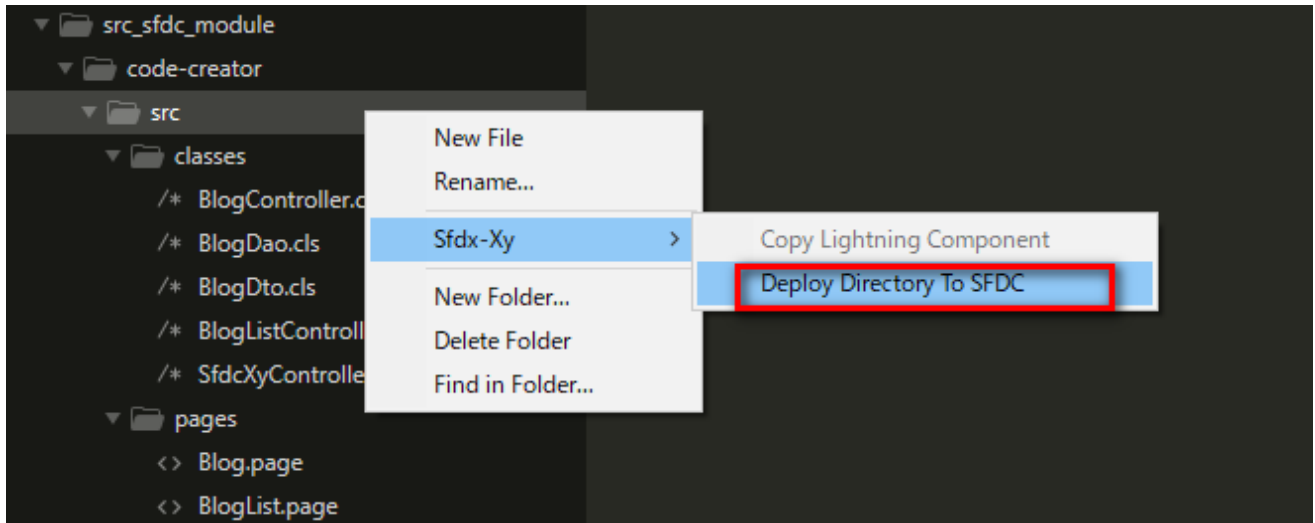 src_sfdc_module
code-creator
src
classes
/* BlogController.c
/* BlogDao.cls
/* BlogDto.cls
/* BlogListControll
/* SfdcXyControlle
pages
<> Blog.page
<> BlogList.page
New File
Rename...
Sfdx-Xy >
New Folder...
Delete Folder
Find in Folder...
Copy Lightning Component
Deploy Directory To SFDC